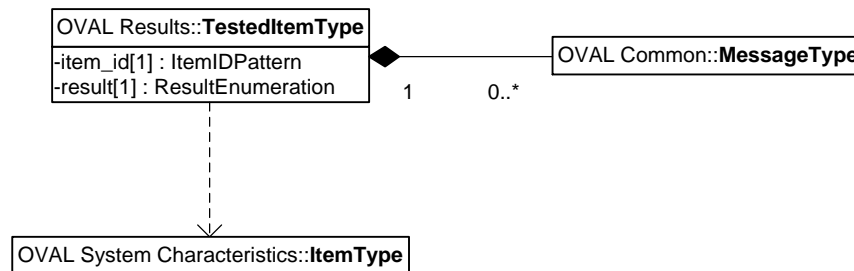 OVAL Results::TestedItemType
-item_id[1] : ItemIDPattern
-result[1] : ResultEnumeration
OVAL Common::MessageType
1
0..*
OVAL System Characteristics::ItemType